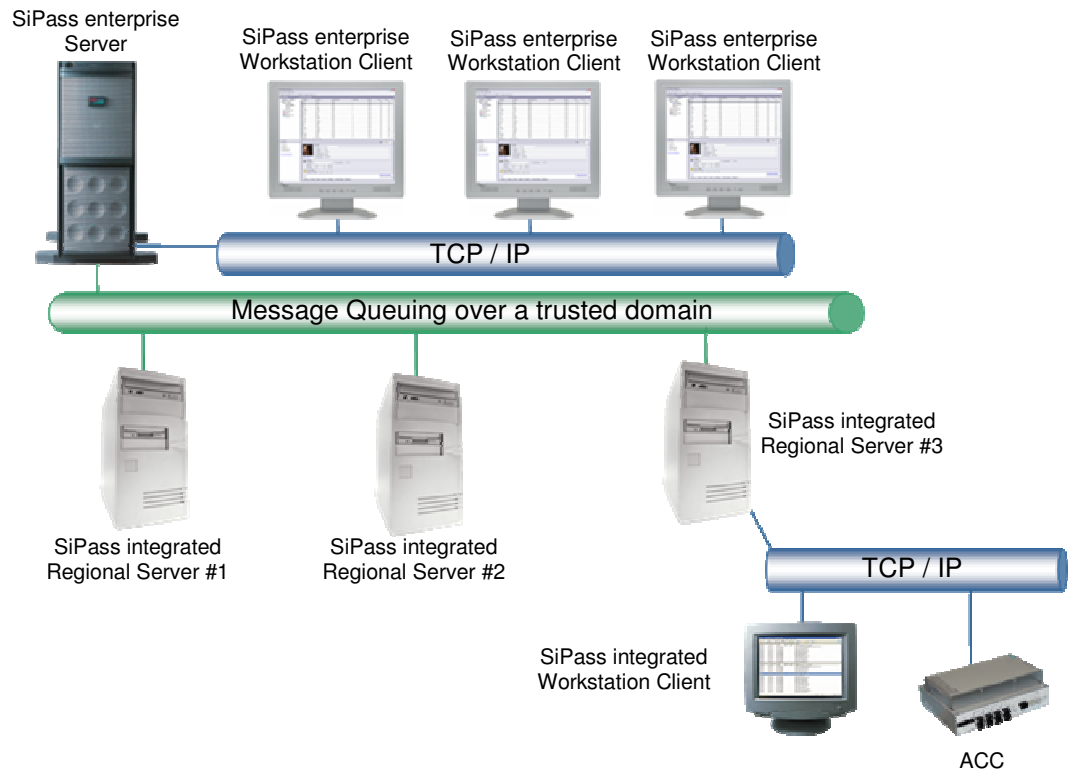 SiPass enterprise
Server
SiPass enterprise
Workstation Client
SiPass enterprise
Workstation Client
SiPass enterprise
Workstation Client
TCP / IP
Message Queuing over a trusted domain
SiPass integrated
Regional Server #3
SiPass integrated
Regional Server #1
SiPass integrated
Regional Server #2
TCP / IP
SiPass integrated
Workstation Client
ACC